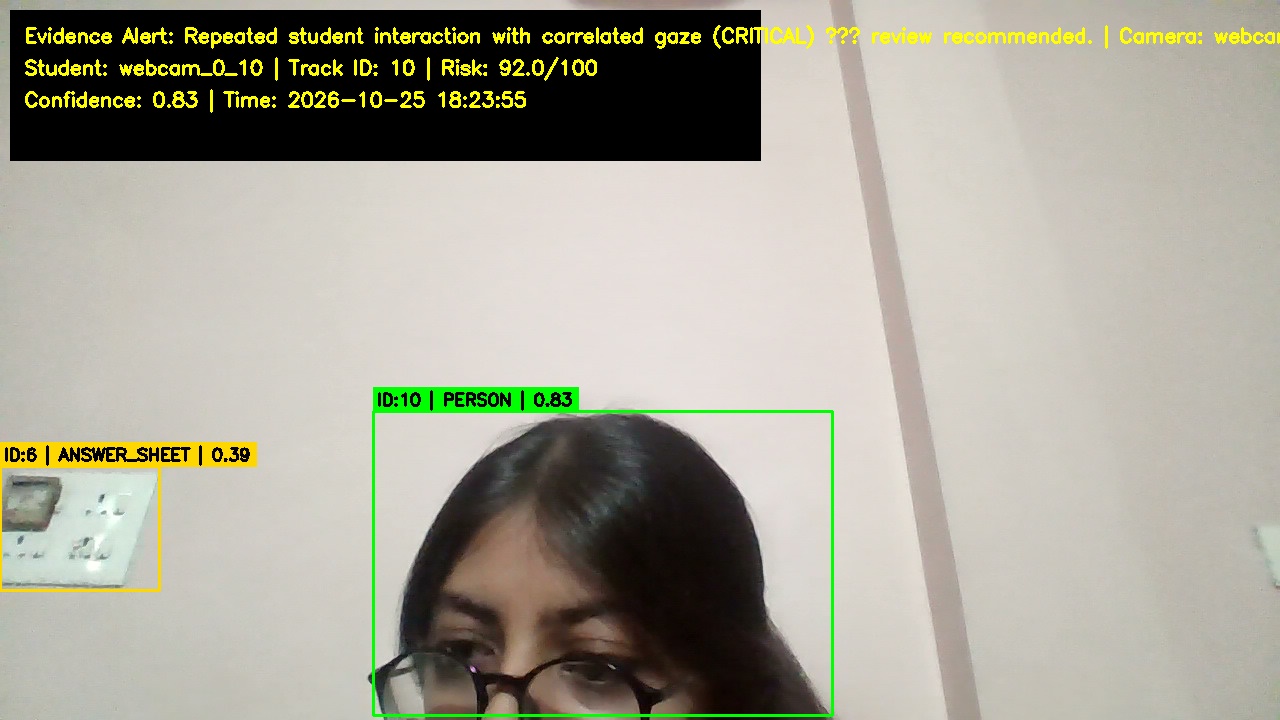 Evidence Alert: Repeated student interaction with correlated gaze (CRITICAL) ??? review recommended. | Camera: webcam
Student: webcam_0_10 | Track ID: 10 | Risk: 92.0/100
Confidence: 0.83 | Time: 2026-10-25 18:23:55
ID:10 | PERSON | 0.83
ID:6 | ANSWER_SHEET | 0.39